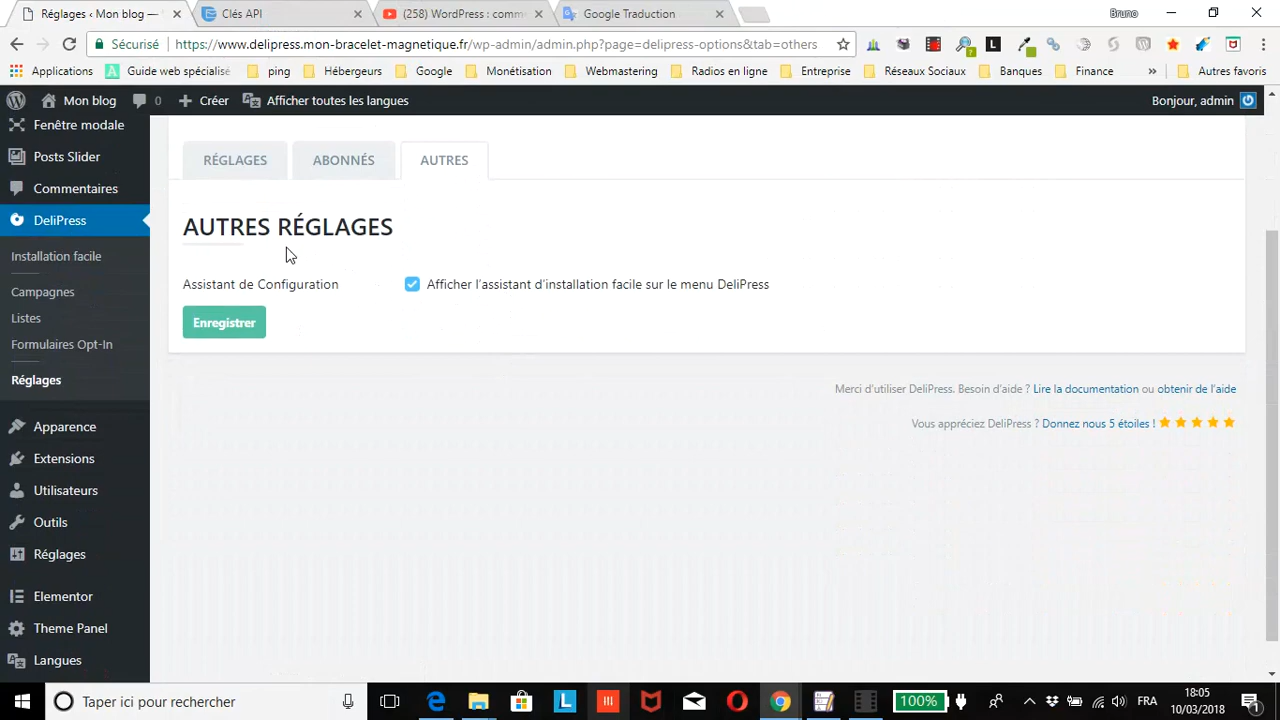 Réglages ‹ Mon blog —
Clés API
(258) WordPress : comme
Google Traduction
Bruno
Sécurisé
https://www.delipress.mon-bracelet-magnetique.fr/wp-admin/admin.php?page=delipress-options&tab=others
Applications
Guide web spécialisé
ping
Hébergeurs
Google
Monétisation
Webmastering
Radios en ligne
Entreprise
Réseaux Sociaux
Banques
Finance
»
Autres favoris
Mon blog
0
Créer
Afficher toutes les langues
Bonjour, admin
Fenêtre modale
Posts Slider
Commentaires
DeliPress
Installation facile
Campagnes
Listes
Formulaires Opt-In
Réglages
Apparence
Extensions
Utilisateurs
Outils
Réglages
Elementor
Theme Panel
Langues
RÉGLAGES
ABONNÉS
AUTRES
AUTRES RÉGLAGES
Assistant de Configuration
Afficher l’assistant d’installation facile sur le menu DeliPress
Enregistrer
Merci d’utiliser DeliPress. Besoin d’aide ? Lire la documentation ou obtenir de l’aide
Vous appréciez DeliPress ? Donnez nous 5 étoiles !
Taper ici pour rechercher
100%
FRA
18:05
10/03/2018